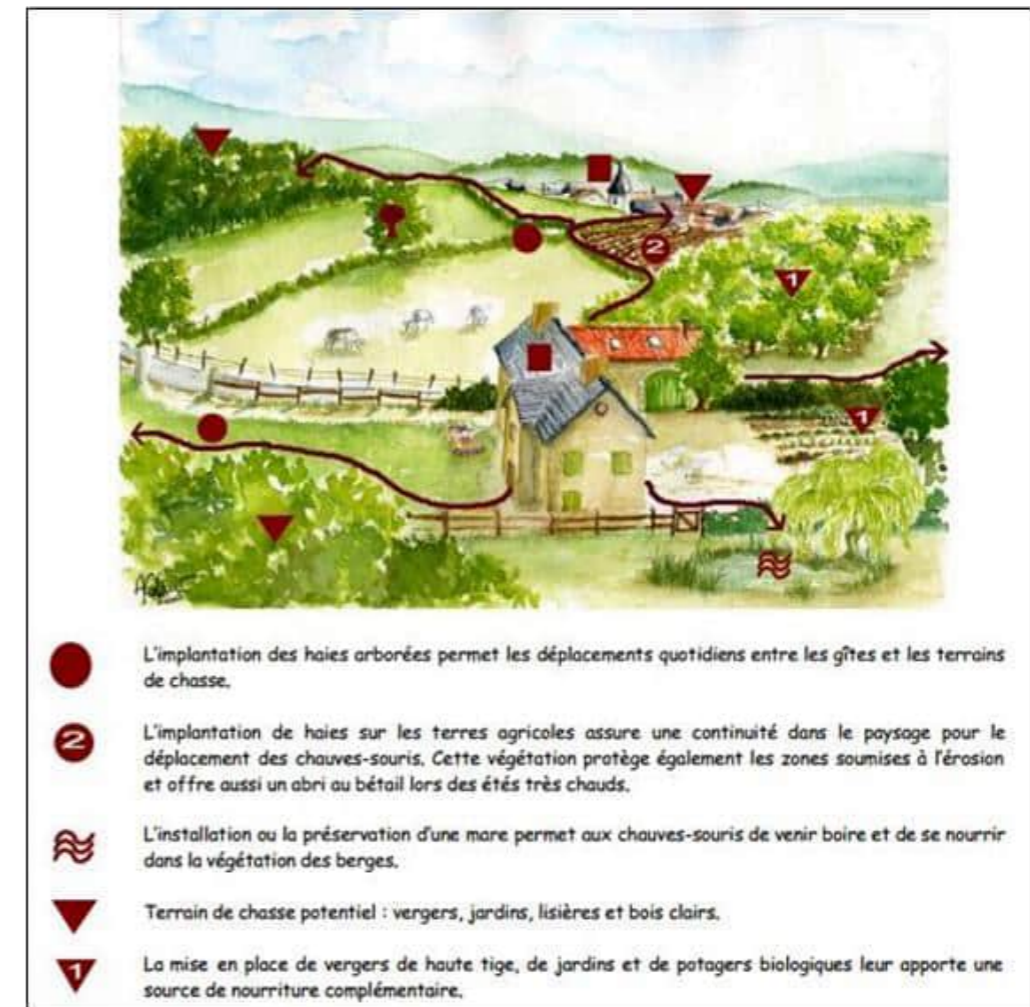 2
1
1
L'implantation des haies arborées permet les déplacements quotidiens entre les gîtes et les terrains
de chasse.
2
L'implantation de haies sur les terres agricoles assure une continuité dans le paysage pour le
déplacement des chauves-souris. Cette végétation protège également les zones soumises à l'érosion
et offre aussi un abri au bétail lors des étés très chauds.
L'installation ou la préservation d'une mare permet aux chauves-souris de venir boire et de se nourrir
dans la végétation des berges.
Terrain de chasse potentiel : vergers, jardins, lisières et bois clairs.
1
La mise en place de vergers de haute tige, de jardins et de potagers biologiques leur apporte une
source de nourriture complémentaire.